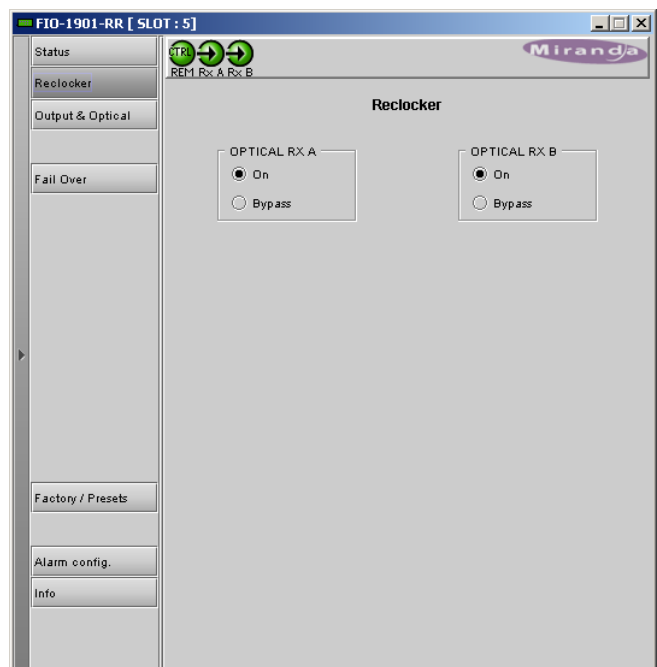 FIO-1901-RR [ SLOT : 5]
Status
Reclocker
Output & Optical
Fail Over
Factory / Presets
Alarm config.
Info
CTRL
REM Rx A Rx B
Miranda
Reclocker
OPTICAL RX A
On
Bypass
OPTICAL RX B
On
Bypass